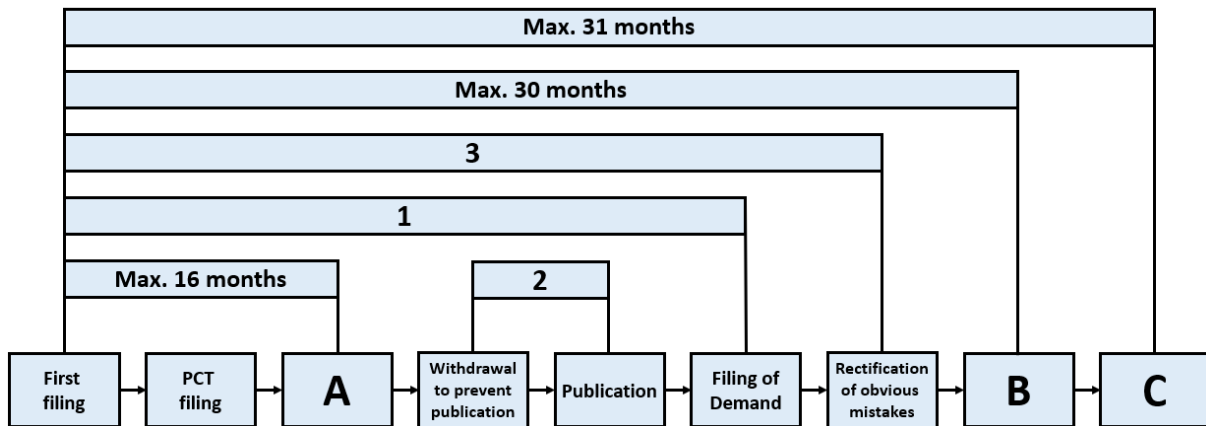 Max. 31 months
Max. 30 months
3
1
Max. 16 months
2
First
filing
PCT
filing
A
Withdrawal
to prevent
publication
Publication
Filing of
Demand
Rectification
of obvious
mistakes
B
C